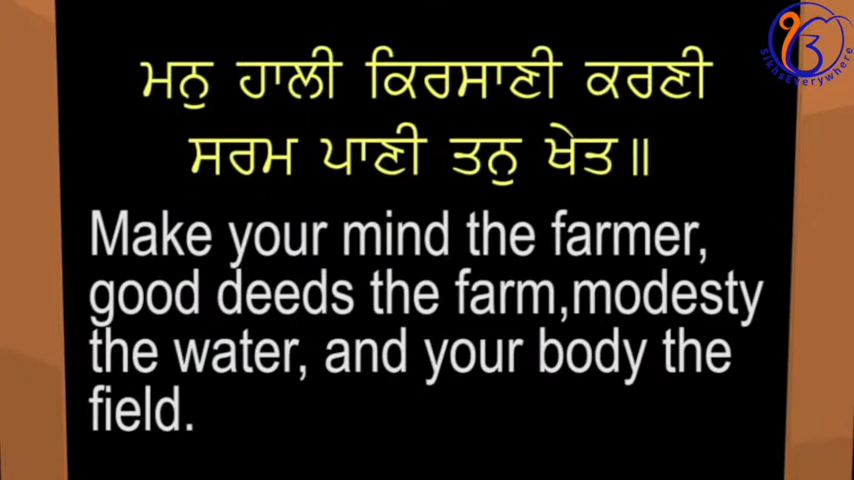 ਮਨੁ ਹਾਲੀ ਕਿਰਸਾਣੀ ਕਰਣੀ
ਸਰਮ ਪਾਣੀ ਤਨੁ ਖੇਤ॥
Make your mind the farmer,
good deeds the farm,modesty
the water, and your body the
field.
ੴ
SikhsEverywhere